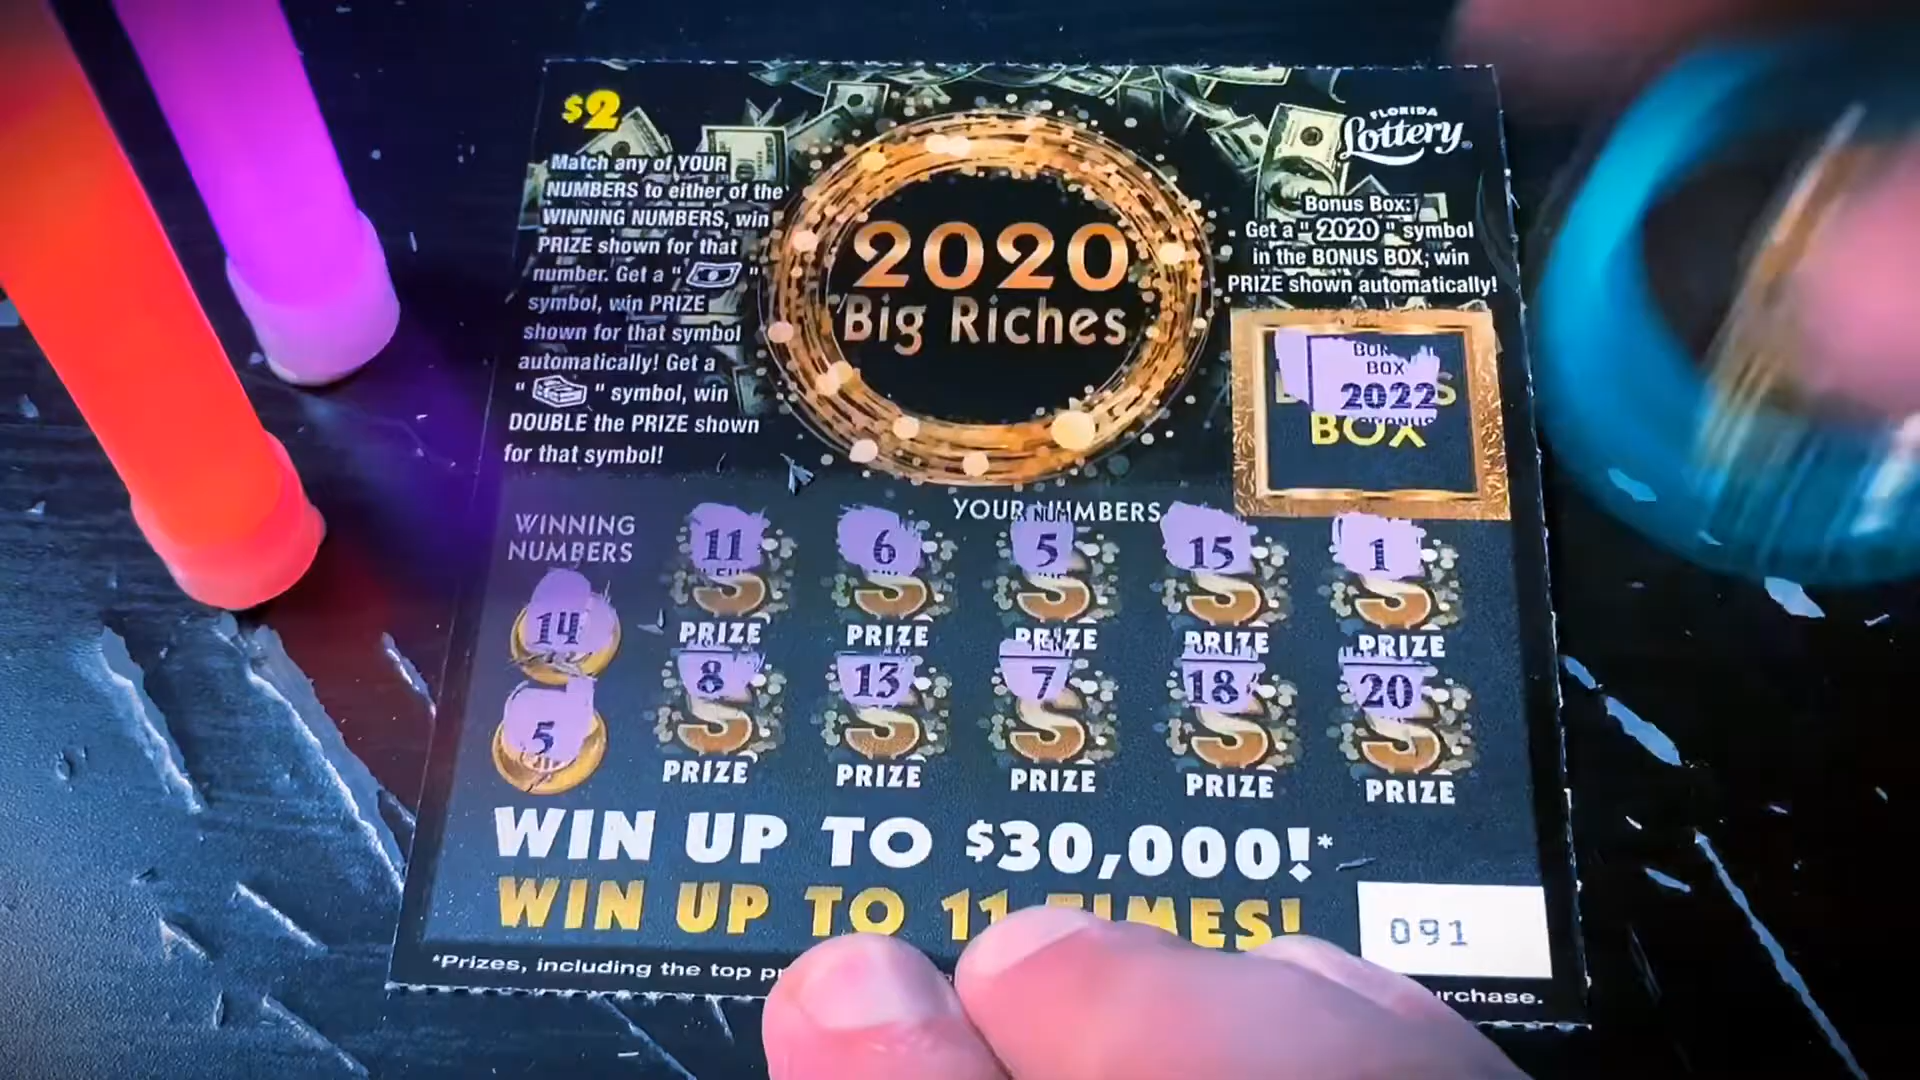 $2
Match any of YOUR
NUMBERS to either of the
WINNING NUMBERS, win
PRIZE shown for that
number. Get a " "
symbol, win PRIZE
shown for that symbol
automatically! Get a
" " symbol, win
DOUBLE the PRIZE shown
for that symbol!
2020
Big Riches
FLORIDA
Lottery
Bonus Box:
Get a "2020" symbol
in the BONUS BOX; win
PRIZE shown automatically!
BOX
2022
BOX
WINNING
NUMBERS
14
5
YOUR NUMBERS
11 6 5 15 1
PRIZE PRIZE PRIZE PRIZE PRIZE
8 13 7 18 20
PRIZE PRIZE PRIZE PRIZE PRIZE
WIN UP TO $30,000!*
WIN UP TO 11 TIMES!
091
*Prizes, including the top